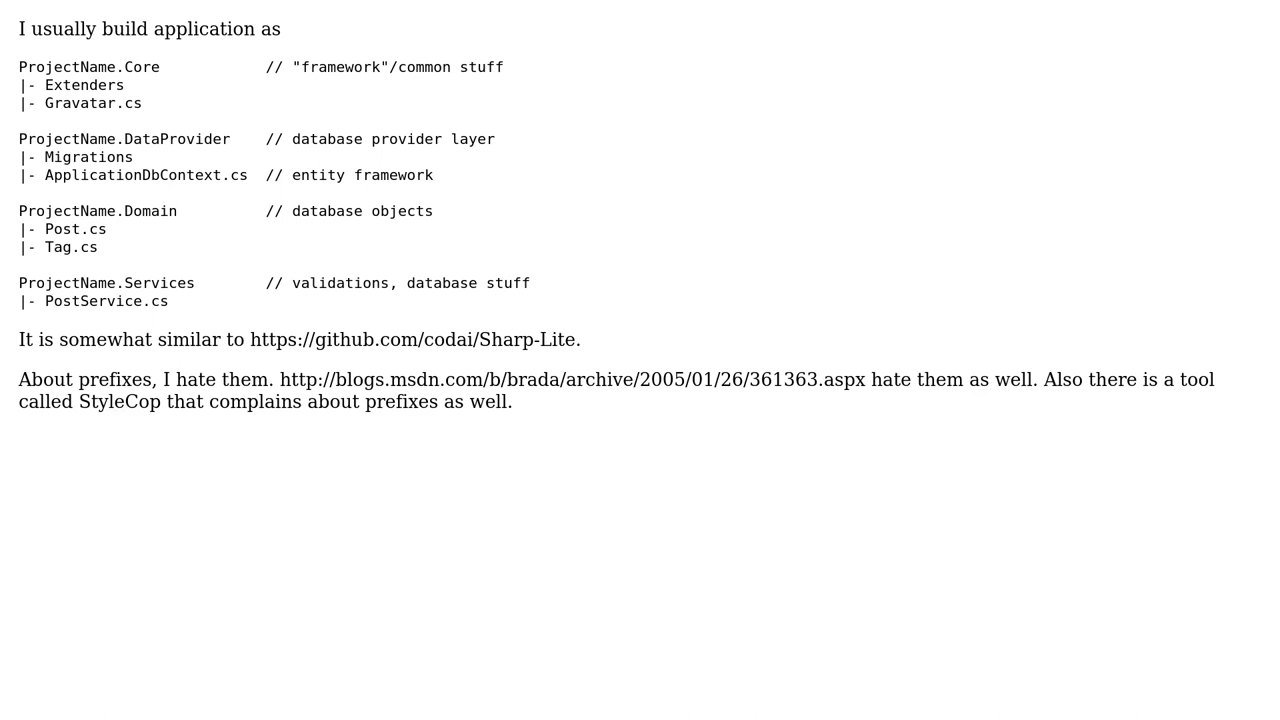 I usually build application as
ProjectName.Core            // "framework"/common stuff
|- Extenders
|- Gravatar.cs
ProjectName.DataProvider    // database provider layer
|- Migrations
|- ApplicationDbContext.cs  // entity framework
ProjectName.Domain          // database objects
|- Post.cs
|- Tag.cs
ProjectName.Services        // validations, database stuff
|- PostService.cs
It is somewhat similar to https://github.com/codai/Sharp-Lite.
About prefixes, I hate them. http://blogs.msdn.com/b/brada/archive/2005/01/26/361363.aspx hate them as well. Also there is a tool
called StyleCop that complains about prefixes as well.